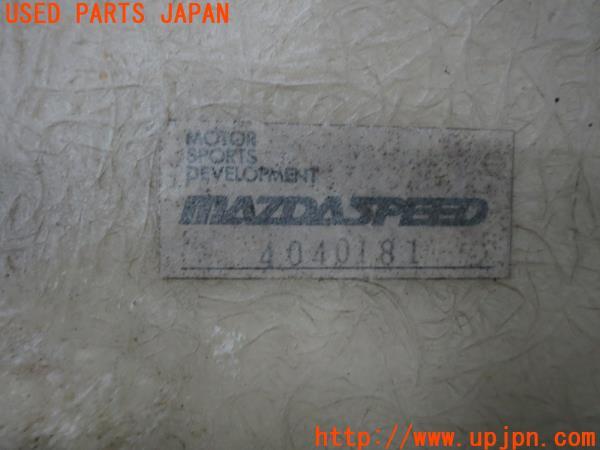 USED PARTS JAPAN
MOTOR
SPORTS
DEVELOPMENT
MAZDASPEED
4040181
http://www.upjpn.com/